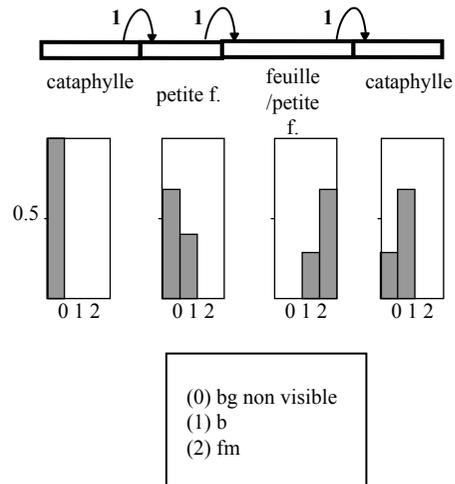 1 1 1
cataphylle petite f. feuille cataphylle
/petite
f.
0.5
0 1 2 0 1 2 0 1 2 0 1 2
(0) bg non visible
(1) b
(2) fm